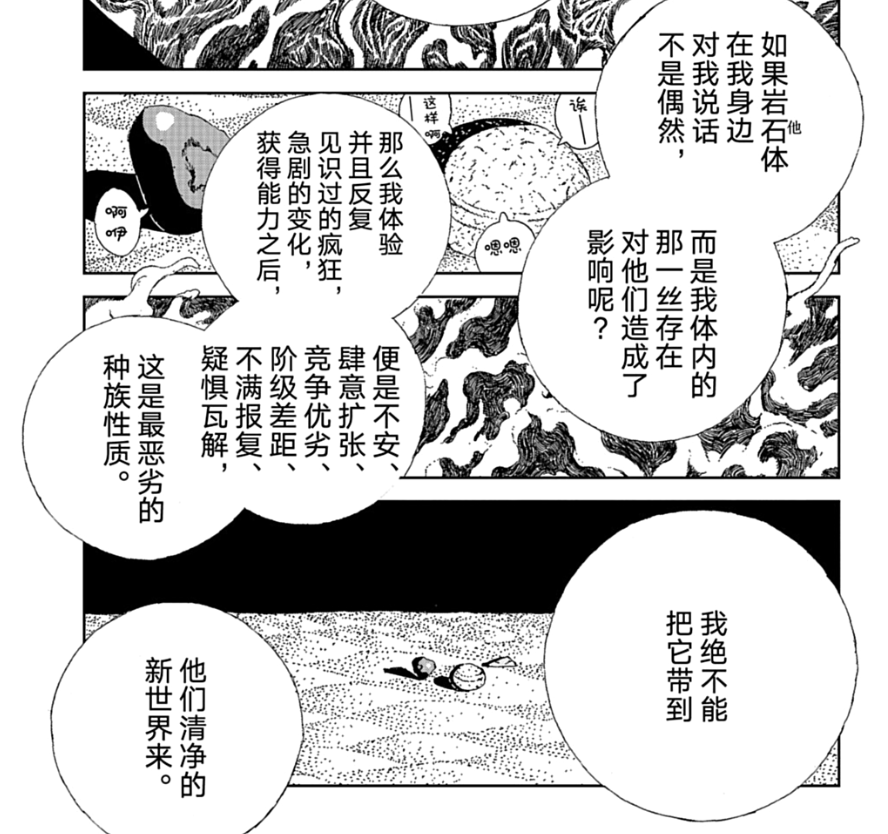 如果岩石体
他
在我身边
对我说话
不是偶然，
而是我体内的
那一丝存在
对他们造成了
影响呢？
诶——
——这样啊
嗯嗯
啊咿
那么我体验
并且反复
见识过的疯狂，
急剧的变化，
获得能力之后，
便是不安、
肆意扩张、
竞争优劣、
阶级差距、
不满报复、
疑惧瓦解，
这是最恶劣的
种族性质。
我绝不能
把它带到
他们清净的
新世界来。